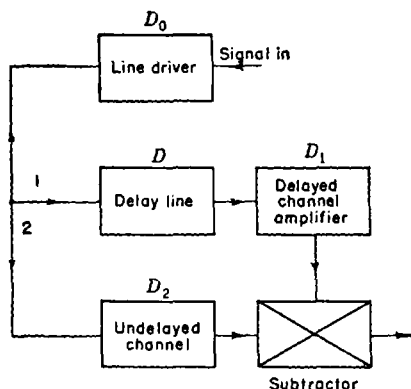 D₀
Signal in
Line driver
1
D
D₁
Delay line
Delayed
channel
amplifier
2
D₂
Undelayed
channel
Subtractor